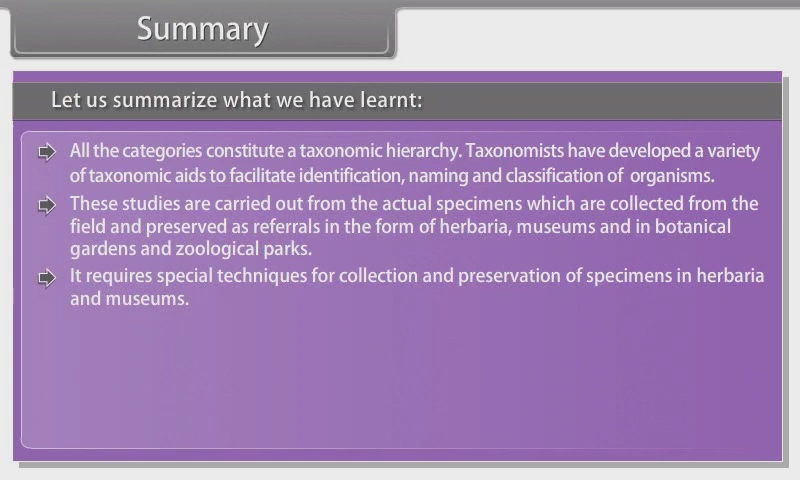 Summary
Let us summarize what we have learnt:
All the categories constitute a taxonomic hierarchy. Taxonomists have developed a variety
of taxonomic aids to facilitate identification, naming and classification of organisms.
These studies are carried out from the actual specimens which are collected from the
field and preserved as referrals in the form of herbaria, museums and in botanical
gardens and zoological parks.
It requires special techniques for collection and preservation of specimens in herbaria
and museums.